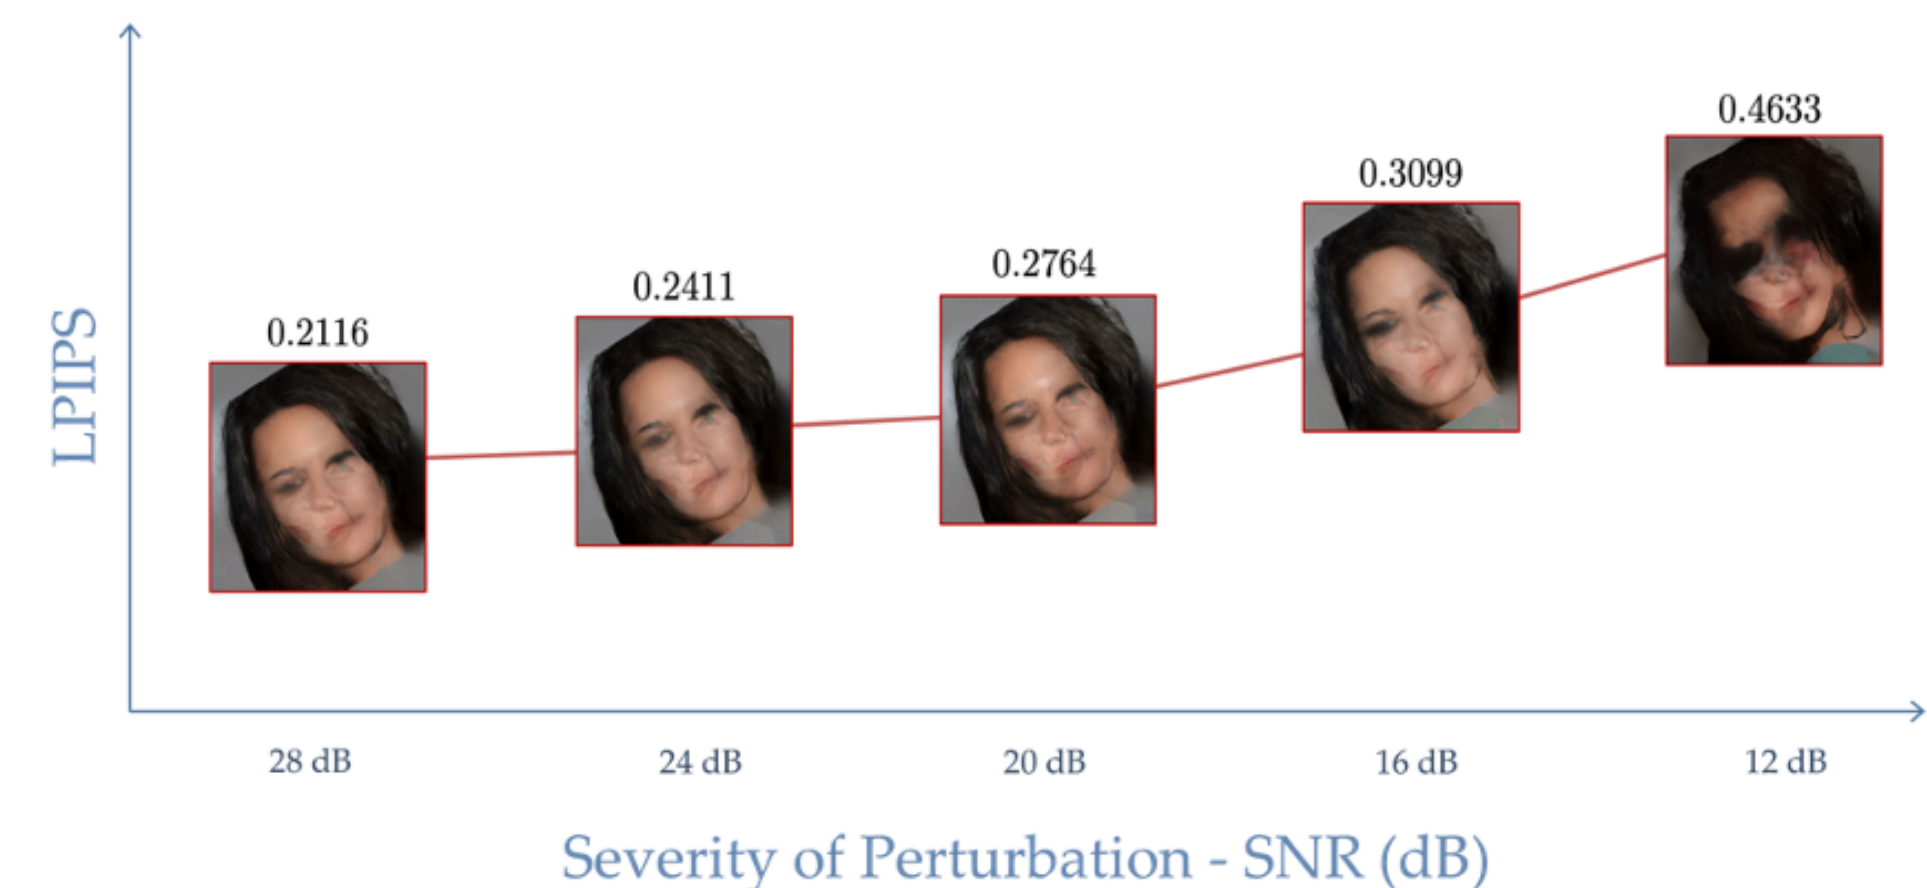 0.4633
0.3099
0.2764
0.2411
0.2116
LPIPS
28 dB 24 dB 20 dB 16 dB 12 dB
Severity of Perturbation - SNR (dB)